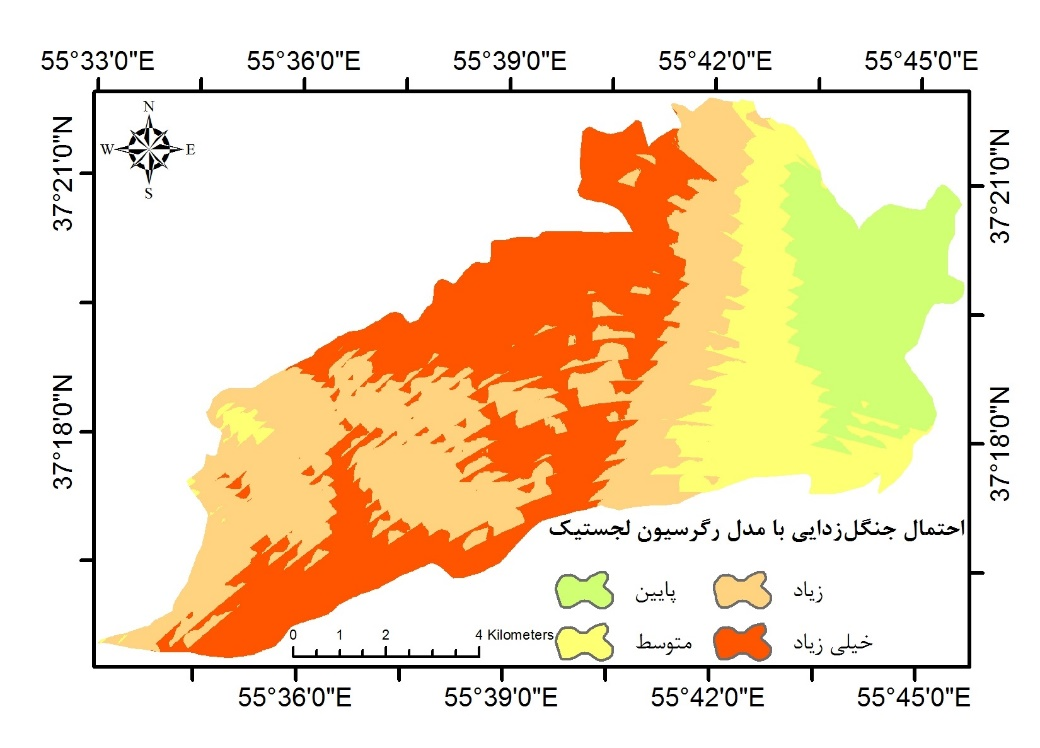 55°33'0"E 55°36'0"E 55°39'0"E 55°42'0"E 55°45'0"E
N
W E
S
37°21'0"N
37°21'0"N
37°18'0"N
37°18'0"N
احتمال جنگل‌زدایی با مدل رگرسیون لجستیک
زیاد
پایین
خیلی زیاد
متوسط
0 1 2 4 Kilometers
55°36'0"E 55°39'0"E 55°42'0"E 55°45'0"E